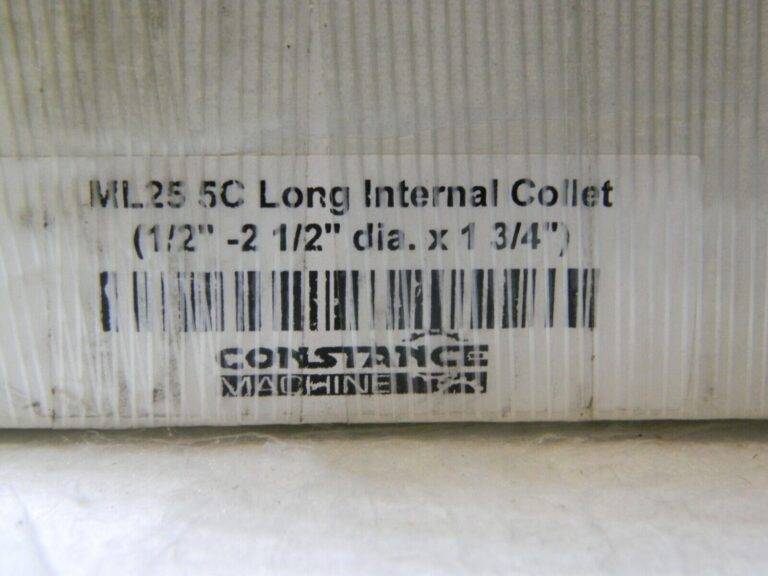 ML25 5C Long Internal Collet
(1/2" -2 1/2" dia. x 1 3/4")
CONSTANCE
MACHINE